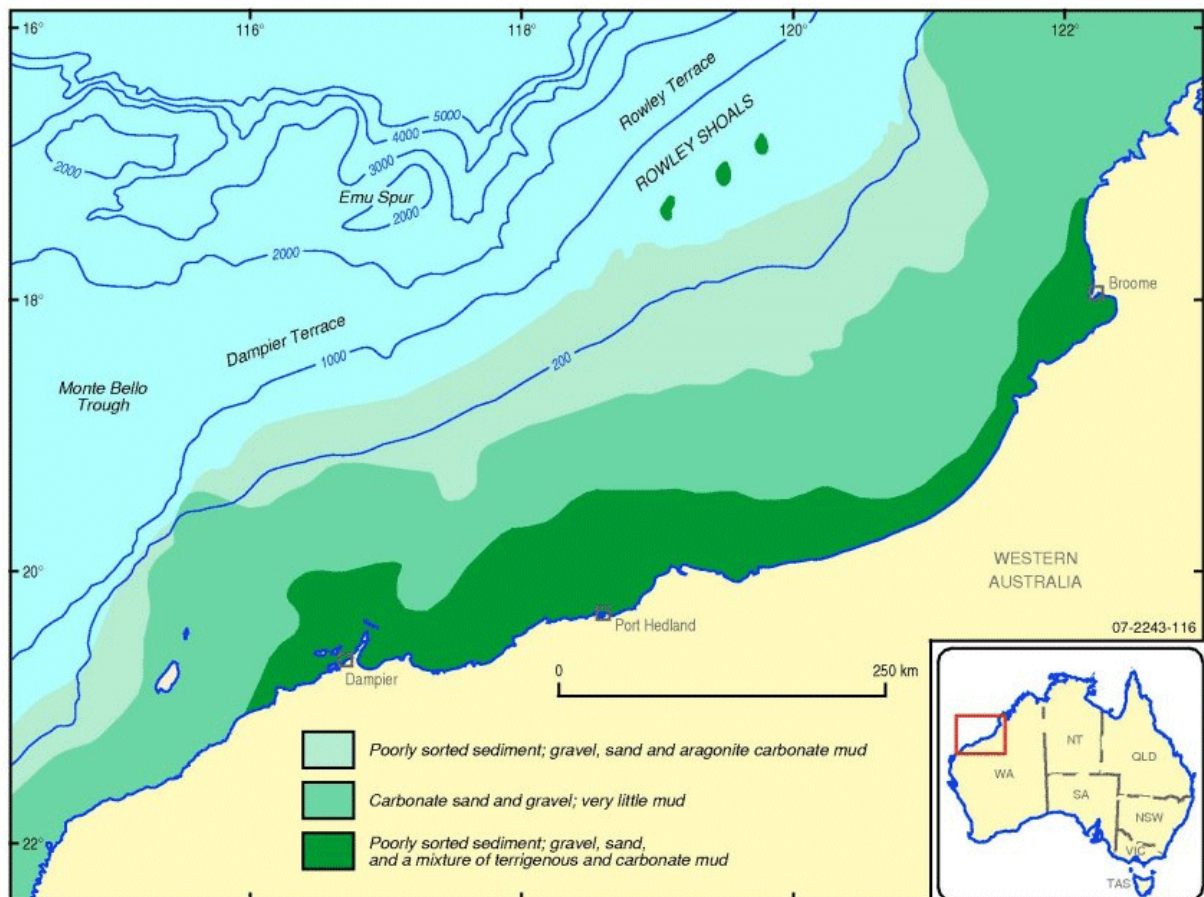 16°
116°
118°
120°
122°
16°
5000
4000
3000
2000
Emu Spur
2000
2000
Rowley Terrace
ROWLEY SHOALS
18°
Dampier Terrace
1000
200
Broome
Monte Bello
Trough
20°
WESTERN
AUSTRALIA
Port Hedland
Dampier
07-2243-116
0
250 km
Poorly sorted sediment; gravel, sand and aragonite carbonate mud
Carbonate sand and gravel; very little mud
Poorly sorted sediment; gravel, sand,
and a mixture of terrigenous and carbonate mud
22°
NT
QLD
WA
SA
NSW
VIC
TAS